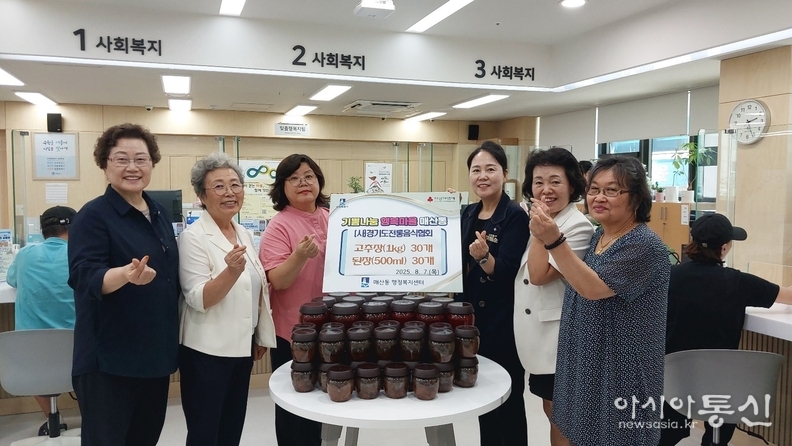 1 사회복지
2 사회복지
3 사회복지
기쁨나눔 행복마을 매산동
(사)경기도전통음식협회
고추장(1kg) 30개
된장(500ml) 30개
2025. 8. 7.(목)
매산동 행정복지센터
아시아통신
newsasia.kr